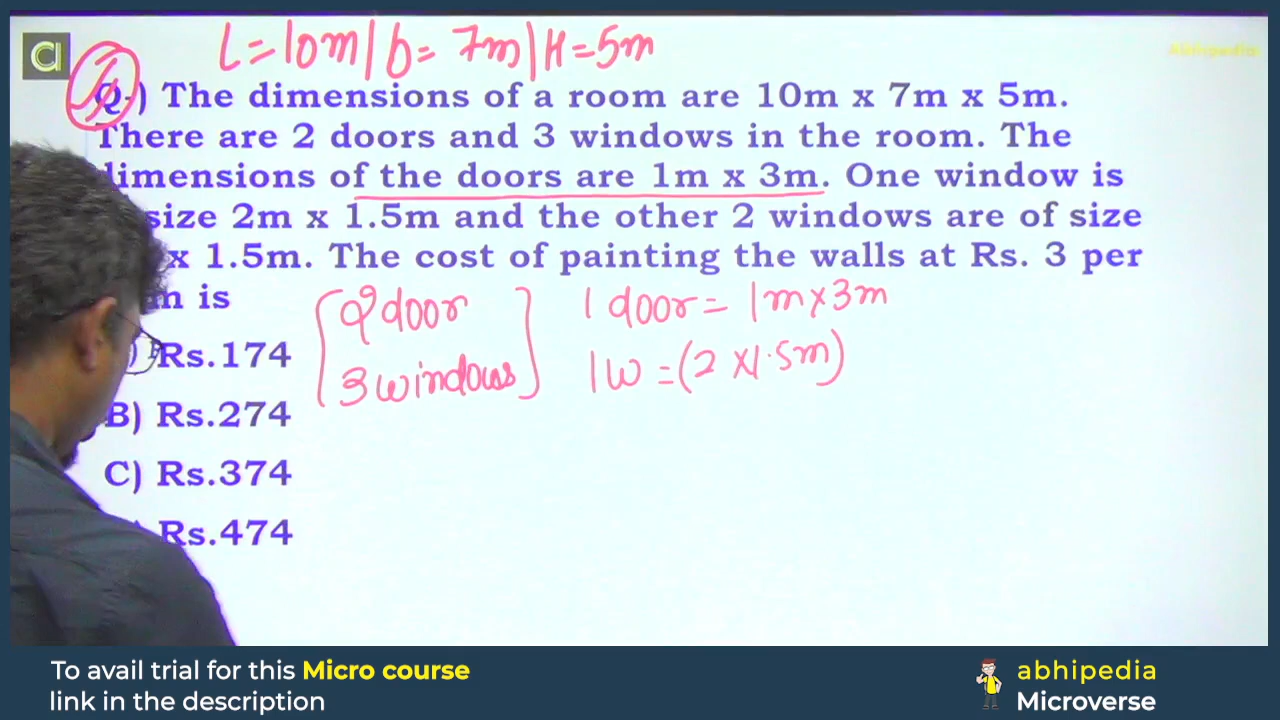 L=10m| b= 7m|H=5m
Abhipedia
Q-) The dimensions of a room are 10m x 7m x 5m.
There are 2 doors and 3 windows in the room. The
dimensions of the doors are 1m x 3m. One window is
size 2m x 1.5m and the other 2 windows are of size
x 1.5m. The cost of painting the walls at Rs. 3 per
m is
2 door
1 door = 1m x 3m
Rs.174
3 windows
1W = (2 x 1.5m)
B) Rs.274
C) Rs.374
Rs.474
To avail trial for this Micro course
link in the description
abhipedia
Microverse